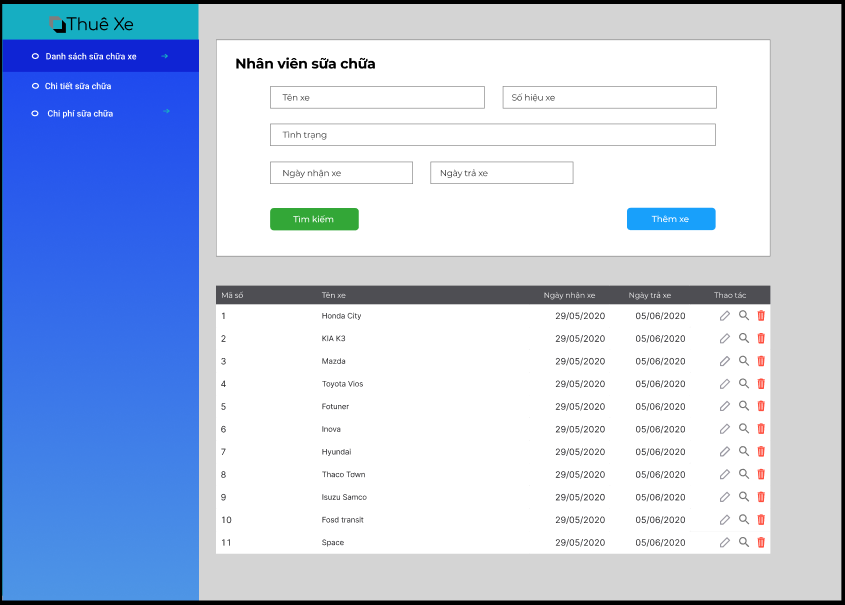 Thuê Xe
Danh sách sữa chữa xe
Chi tiết sữa chữa
Chi phí sữa chữa
Nhân viên sữa chữa
Tên xe
Số hiệu xe
Tình trạng
Ngày nhận xe
Ngày trả xe
Tìm kiếm
Thêm xe
Mã số Tên xe Ngày nhận xe Ngày trả xe Thao tác
1 Honda City 29/05/2020 05/06/2020
2 KIA K3 29/05/2020 05/06/2020
3 Mazda 29/05/2020 05/06/2020
4 Toyota Vios 29/05/2020 05/06/2020
5 Fotuner 29/05/2020 05/06/2020
6 Inova 29/05/2020 05/06/2020
7 Hyundai 29/05/2020 05/06/2020
8 Thaco Town 29/05/2020 05/06/2020
9 Isuzu Samco 29/05/2020 05/06/2020
10 Fosd transit 29/05/2020 05/06/2020
11 Space 29/05/2020 05/06/2020